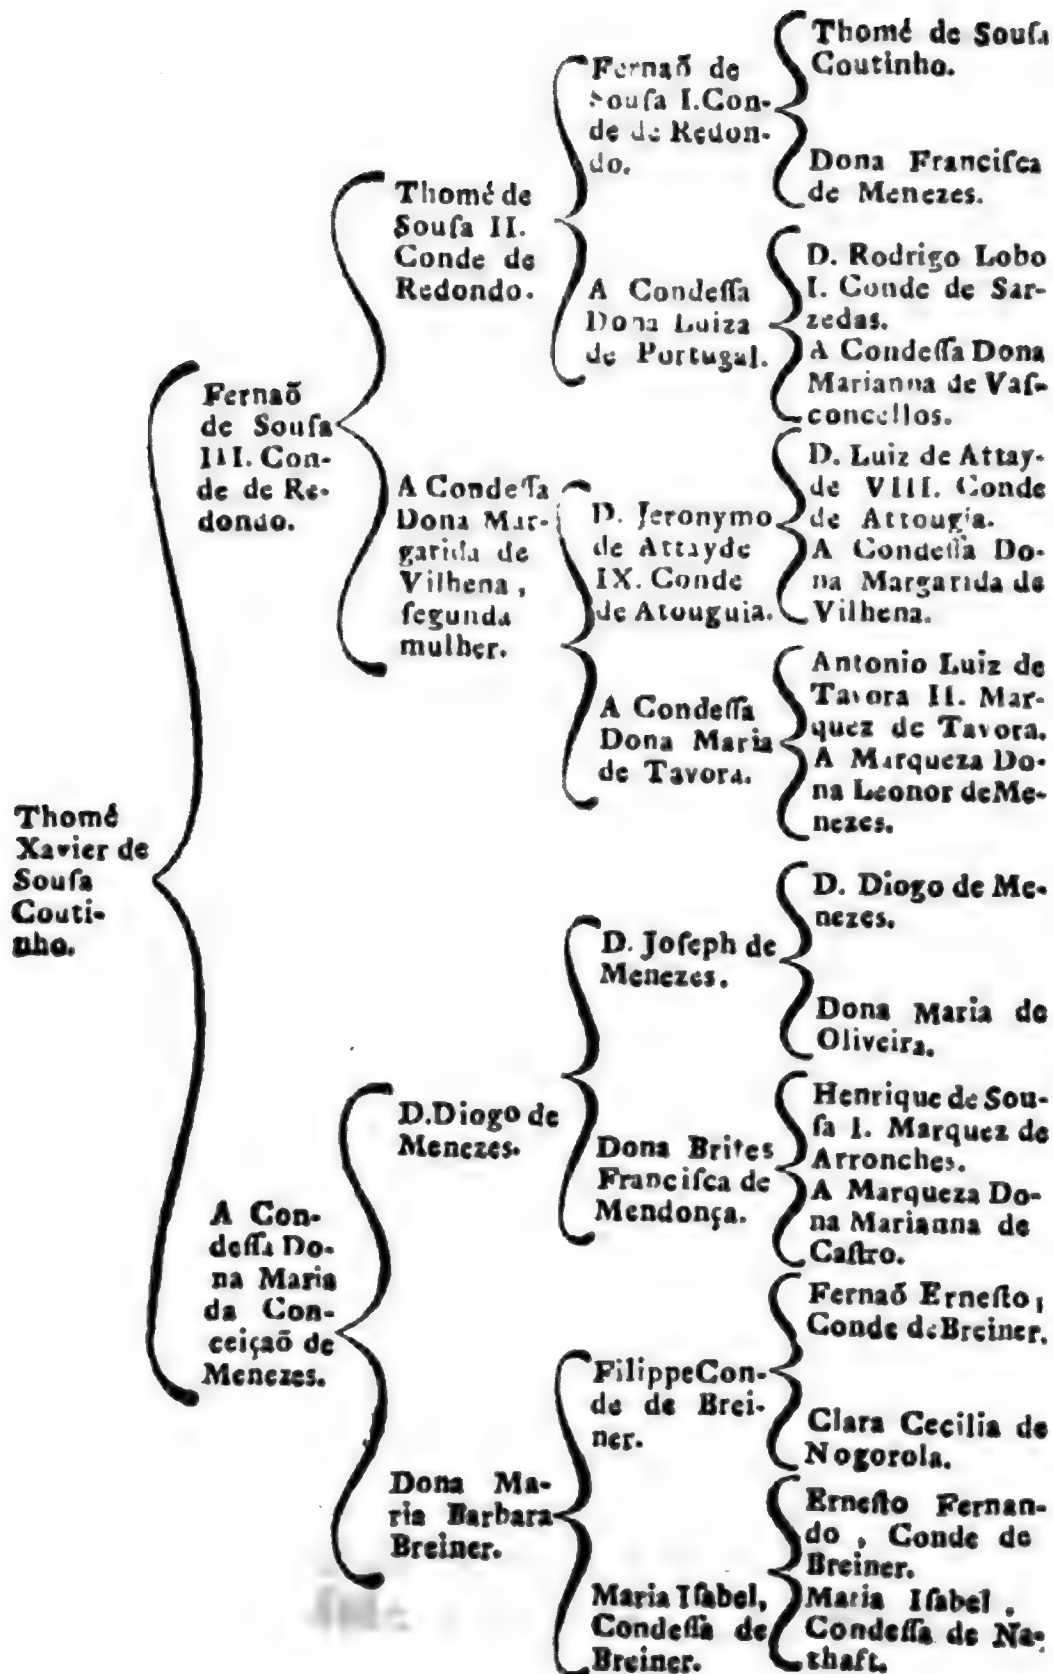 Thomé
Xavier de
Souſa
Couti-
nho.
Fernaõ
de Souſa
III. Con-
de de Re-
dondo.
A Con-
deſſa Do-
na Maria
da Con-
ceiçaõ de
Menezes.
Thomé de
Souſa II.
Conde de
Redondo.
A Condeſſa
Dona Mar-
garida de
Vilhena ,
ſegunda
mulher.
D.Diogo de
Menezes.
Dona Ma-
ria Barbara
Breiner.
Fernaõ de
Souſa I.Con-
de de Redon-
do.
A Condeſſa
Dona Luiza
de Portugal.
D. Jeronymo
de Attayde
IX. Conde
de Atouguia.
A Condeſſa
Dona Maria
de Tavora.
D. Joſeph de
Menezes.
Dona Brites
Franciſca de
Mendonça.
Filippe Con-
de de Brei-
ner.
Maria Iſabel,
Condeſſa de
Breiner.
Thomé de Souſa
Coutinho.
Dona Franciſca
de Menezes.
D. Rodrigo Lobo
I. Conde de Sar-
zedas.
A Condeſſa Dona
Marianna de Vaſ-
concellos.
D. Luiz de Attay-
de VIII. Conde
de Attougia.
A Condeſſa Do-
na Margarida de
Vilhena.
Antonio Luiz de
Tavora II. Mar-
quez de Tavora.
A Marqueza Do-
na Leonor de Me-
nezes.
D. Diogo de Me-
nezes.
Dona Maria de
Oliveira.
Henrique de Sou-
ſa I. Marquez de
Arronches.
A Marqueza Do-
na Marianna de
Caſtro.
Fernaõ Erneſto,
Conde de Breiner.
Clara Cecilia de
Nogorola.
Erneſto Fernan-
do , Conde de
Breiner.
Maria Iſabel ,
Condeſſa de Na-
thaft.